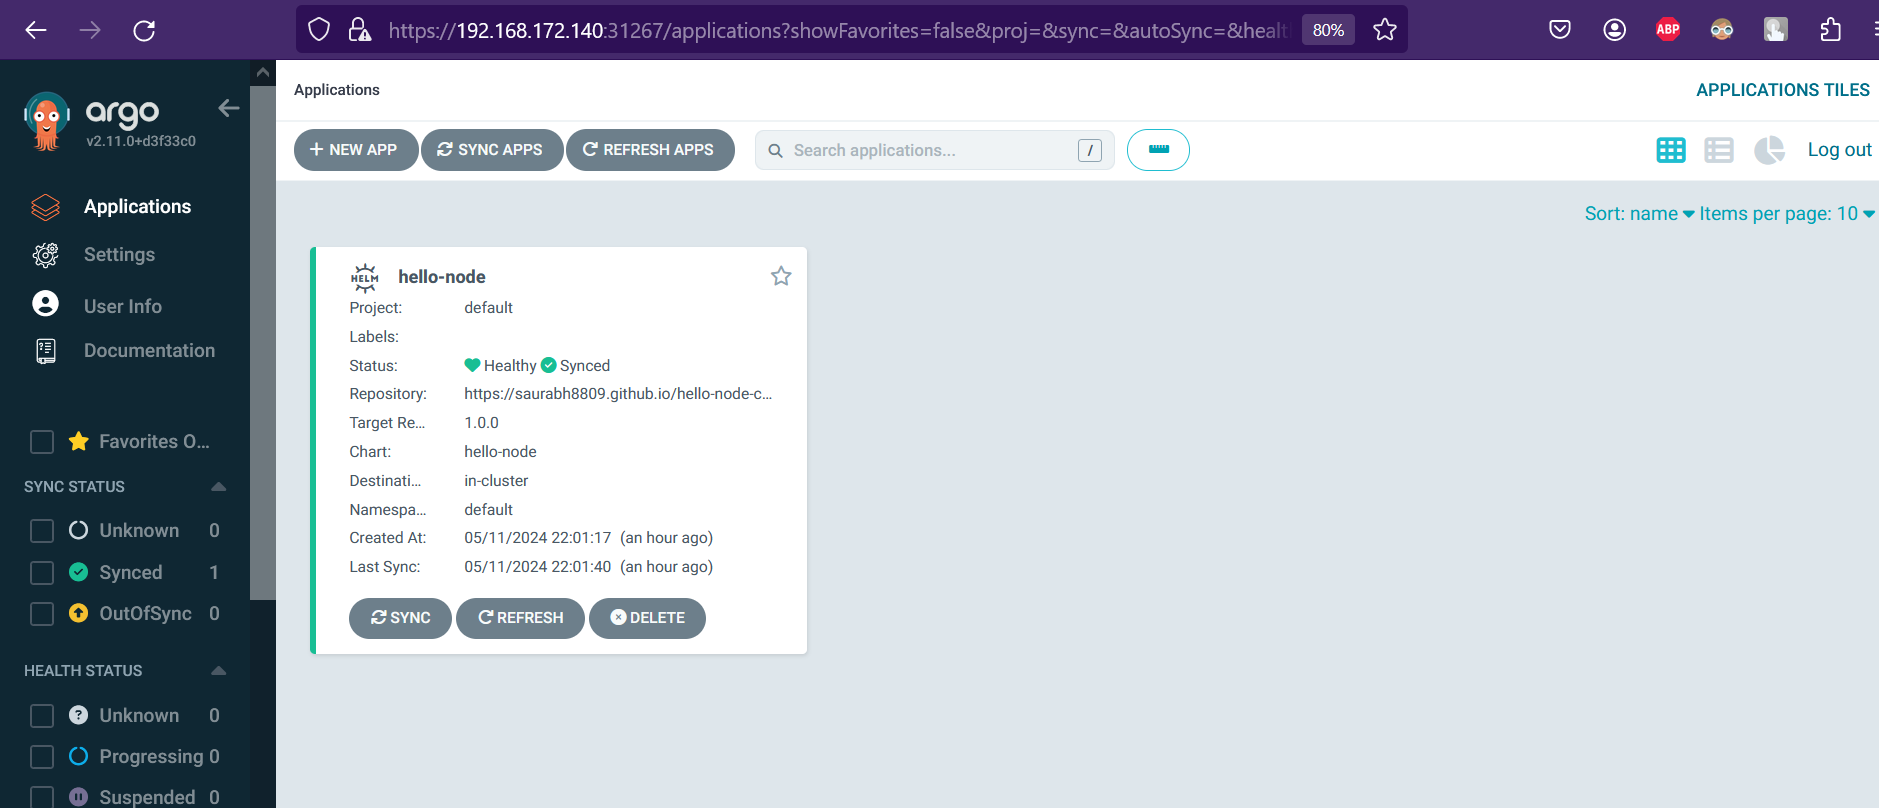 https://192.168.172.140:31267/applications?showFavorites=false&proj=&sync=&autoSync=&healt
80%
ABP
argo
v2.11.0+d3f33c0
Applications
Settings
User Info
Documentation
Favorites O...
SYNC STATUS
Unknown 0
Synced 1
OutOfSync 0
HEALTH STATUS
Unknown 0
Progressing 0
Suspended 0
Applications
APPLICATIONS TILES
+ NEW APP
SYNC APPS
REFRESH APPS
Search applications...
/
Log out
Sort: name
Items per page: 10
HELM
hello-node
Project: default
Labels:
Status: Healthy Synced
Repository: https://saurabh8809.github.io/hello-node-c...
Target Re... 1.0.0
Chart: hello-node
Destinati... in-cluster
Namespa... default
Created At: 05/11/2024 22:01:17 (an hour ago)
Last Sync: 05/11/2024 22:01:40 (an hour ago)
SYNC
REFRESH
DELETE